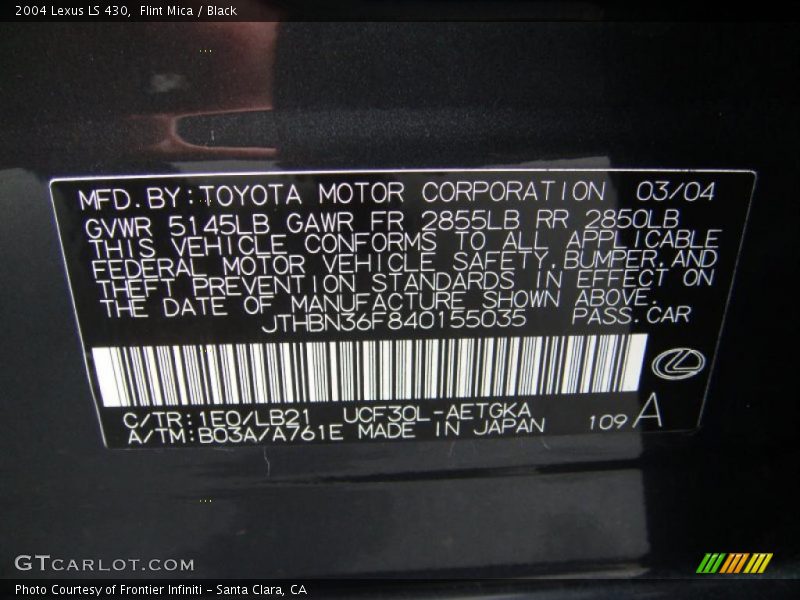 2004 Lexus LS 430, Flint Mica / Black
MFD. BY: TOYOTA MOTOR CORPORATION 03/04
GVWR 5145LB GAWR FR 2855LB RR 2850LB
THIS VEHICLE CONFORMS TO ALL APPLICABLE
FEDERAL MOTOR VEHICLE SAFETY, BUMPER, AND
THEFT PREVENTION STANDARDS IN EFFECT ON
THE DATE OF MANUFACTURE SHOWN ABOVE.
JTHBN36F840155035 PASS. CAR
C/TR: 1E0/LB21 UCF30L-AETGKA
A/TM: B03A/A761E MADE IN JAPAN 109 A
GTCARLOT.COM
Photo Courtesy of Frontier Infiniti - Santa Clara, CA